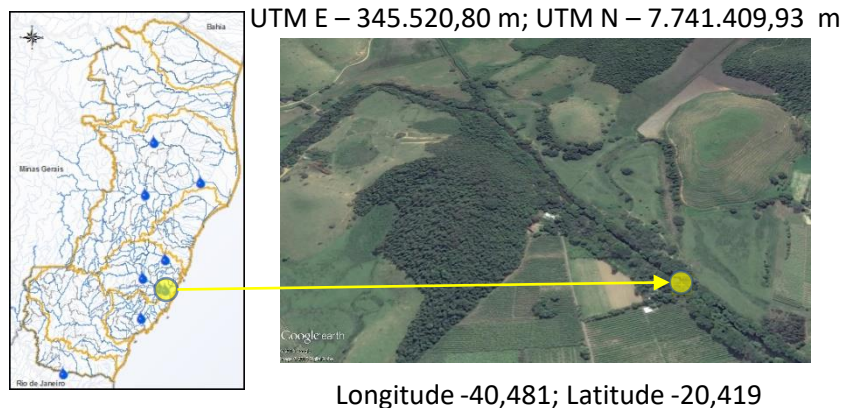 UTM E – 345.520,80 m; UTM N – 7.741.409,93 m
Bahia
Minas Gerais
Rio de Janeiro
Google earth
Longitude -40,481; Latitude -20,419